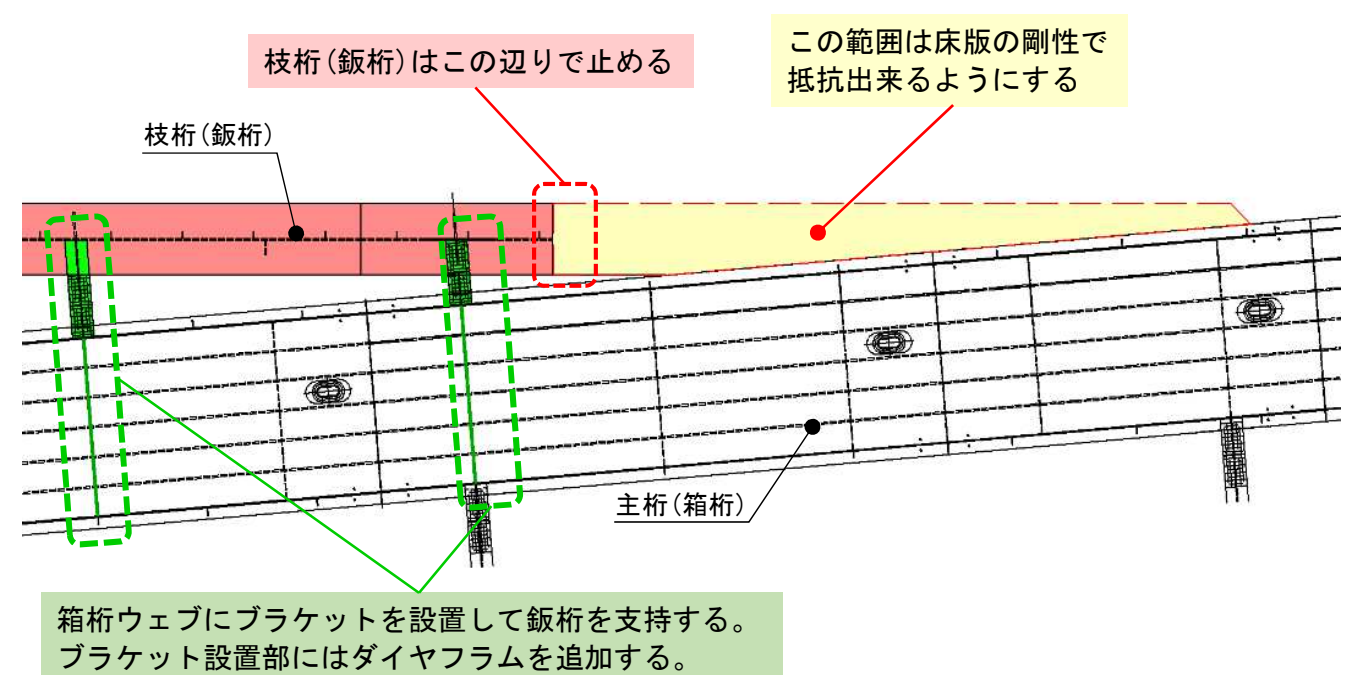 枝桁(鈑桁)はこの辺りで止める
この範囲は床版の剛性で
抵抗出来るようにする
枝桁(鈑桁)
主桁(箱桁)
箱桁ウェブにブラケットを設置して鈑桁を支持する。
ブラケット設置部にはダイヤフラムを追加する。